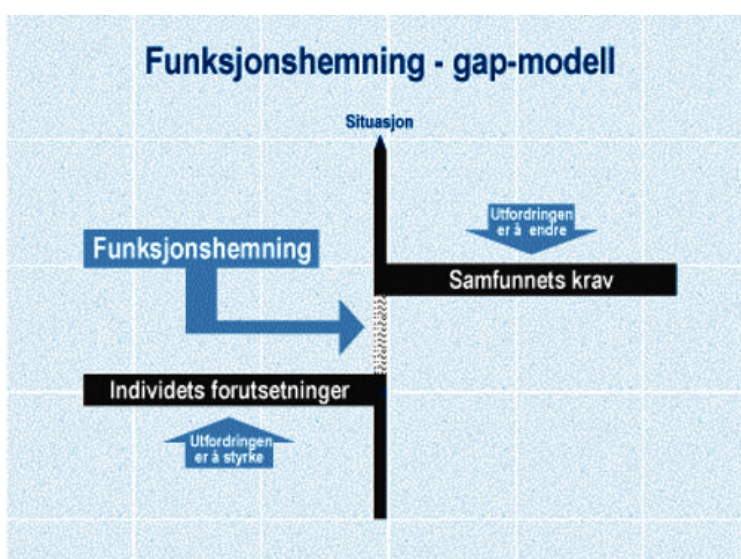 Funksjonshemning - gap-modell
Situasjon
Utfordringen
er å endre
Funksjonshemning
Samfunnets krav
Individets forutsetninger
Utfordringen
er å styrke